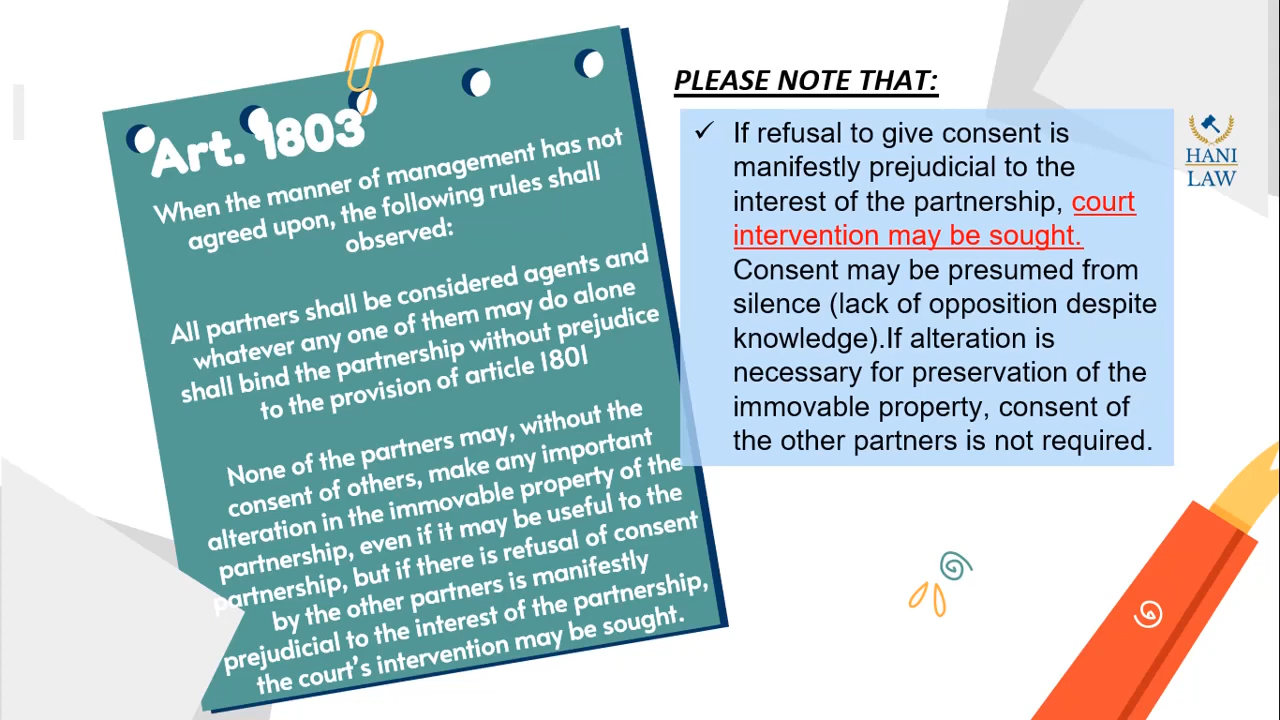 Art. 1803
When the manner of management has not
agreed upon, the following rules shall
observed:
All partners shall be considered agents and
whatever any one of them may do alone
shall bind the partnership without prejudice
to the provision of article 1801
None of the partners may, without the
consent of others, make any important
alteration in the immovable property of the
partnership, even if it may be useful to the
partnership, but if there is refusal of consent
by the other partners is manifestly
prejudicial to the interest of the partnership,
the court's intervention may be sought.
PLEASE NOTE THAT:
✓ If refusal to give consent is
manifestly prejudicial to the
interest of the partnership, court
intervention may be sought.
Consent may be presumed from
silence (lack of opposition despite
knowledge).If alteration is
necessary for preservation of the
immovable property, consent of
the other partners is not required.
HANI
LAW